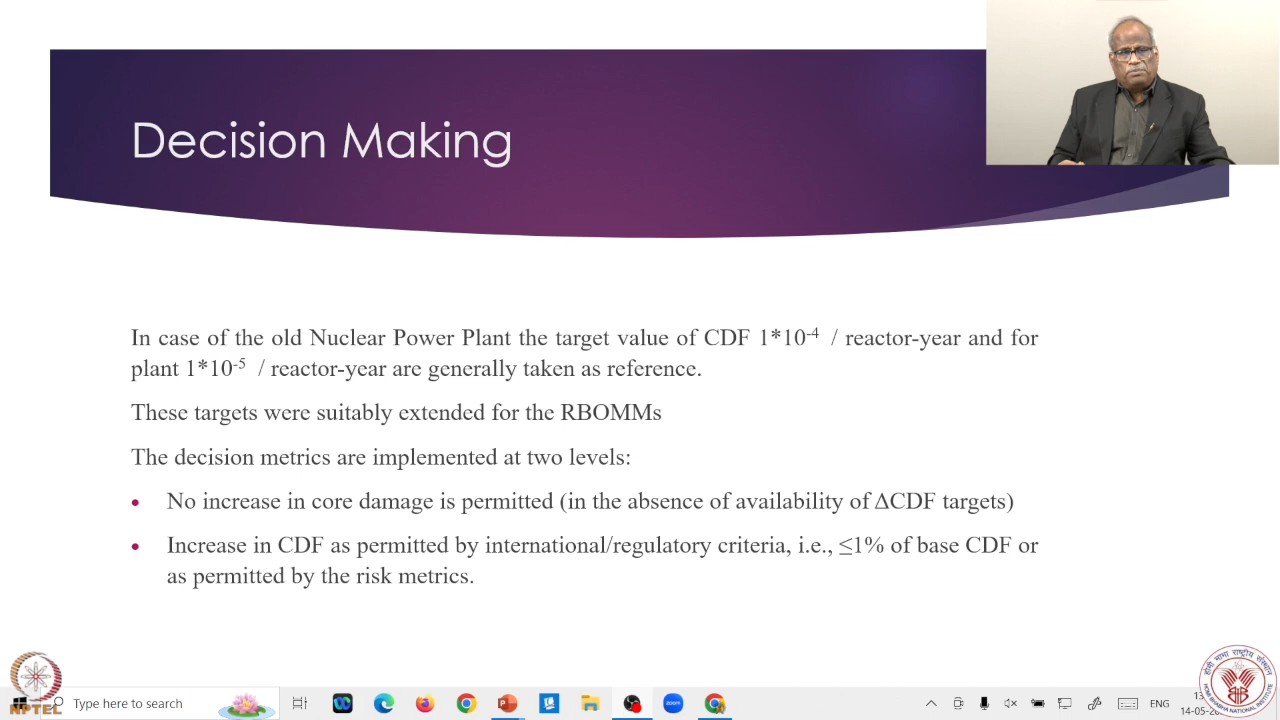 Decision Making
In case of the old Nuclear Power Plant the target value of CDF 1*10-4 / reactor-year and for
plant 1*10-5 / reactor-year are generally taken as reference.
These targets were suitably extended for the RBOMMs
The decision metrics are implemented at two levels:
• No increase in core damage is permitted (in the absence of availability of ΔCDF targets)
• Increase in CDF as permitted by international/regulatory criteria, i.e., ≤1% of base CDF or
as permitted by the risk metrics.
NPTEL
Type here to search
zoom
ENG
14-05-